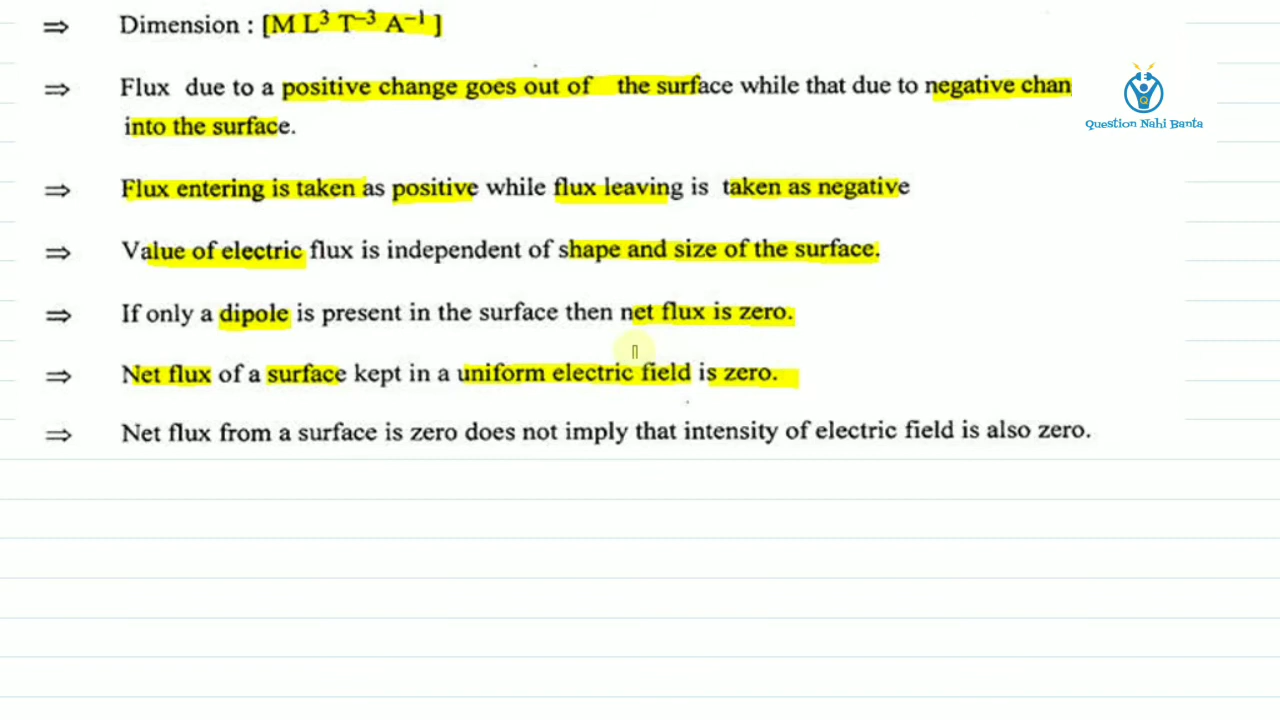 ⇒ Dimension : [M L³ T⁻³ A⁻¹]
⇒ Flux due to a positive change goes out of the surface while that due to negative chan
into the surface.
Question Nahi Banta
⇒ Flux entering is taken as positive while flux leaving is taken as negative
⇒ Value of electric flux is independent of shape and size of the surface.
⇒ If only a dipole is present in the surface then net flux is zero.
⇒ Net flux of a surface kept in a uniform electric field is zero.
⇒ Net flux from a surface is zero does not imply that intensity of electric field is also zero.